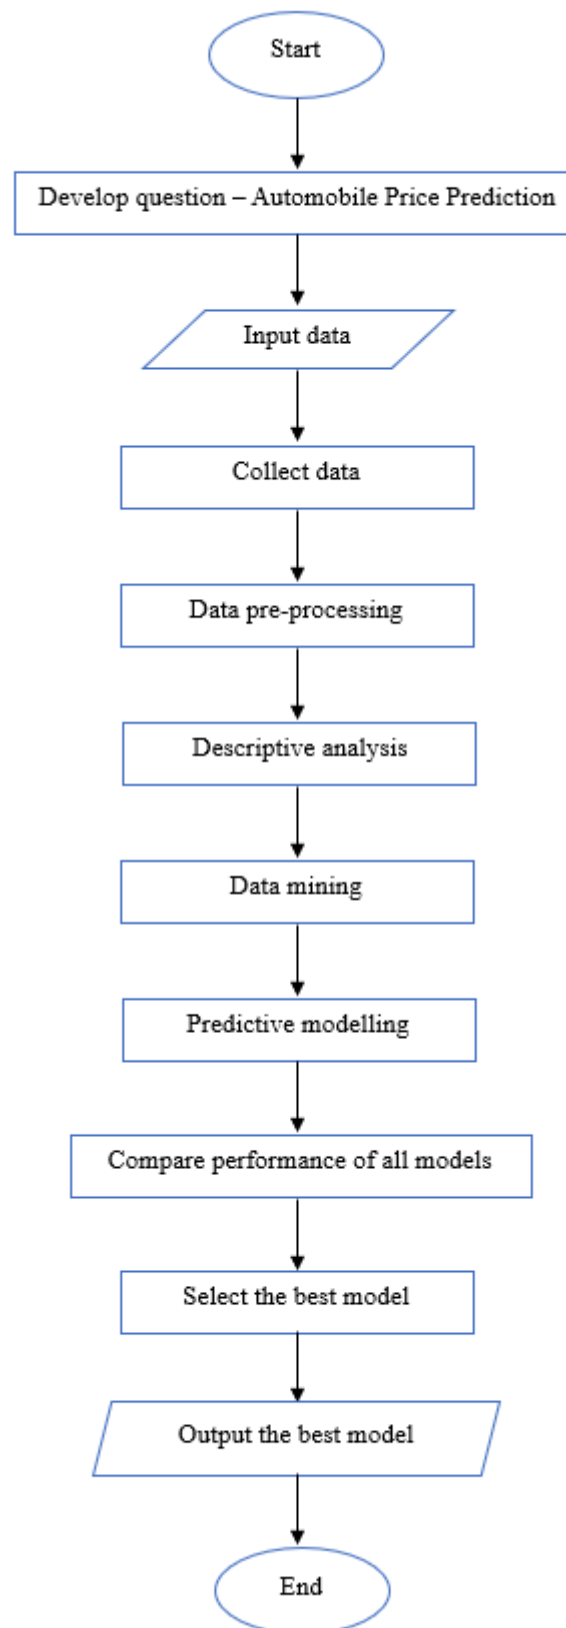 Start
Develop question – Automobile Price Prediction
Input data
Collect data
Data pre-processing
Descriptive analysis
Data mining
Predictive modelling
Compare performance of all models
Select the best model
Output the best model
End